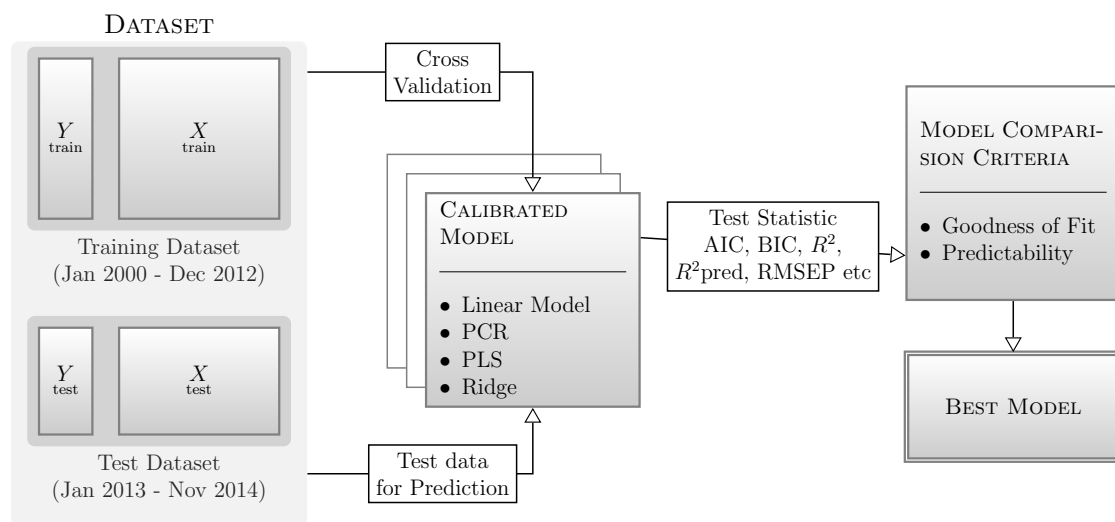 DATASET
Y
train
X
train
Training Dataset
(Jan 2000 - Dec 2012)
Y
test
X
test
Test Dataset
(Jan 2013 - Nov 2014)
Cross
Validation
CALIBRATED
MODEL
• Linear Model
• PCR
• PLS
• Ridge
Test data
for Prediction
Test Statistic
AIC, BIC, R²,
R²pred, RMSEP etc
MODEL COMPARI-
SION CRITERIA
• Goodness of Fit
• Predictability
BEST MODEL